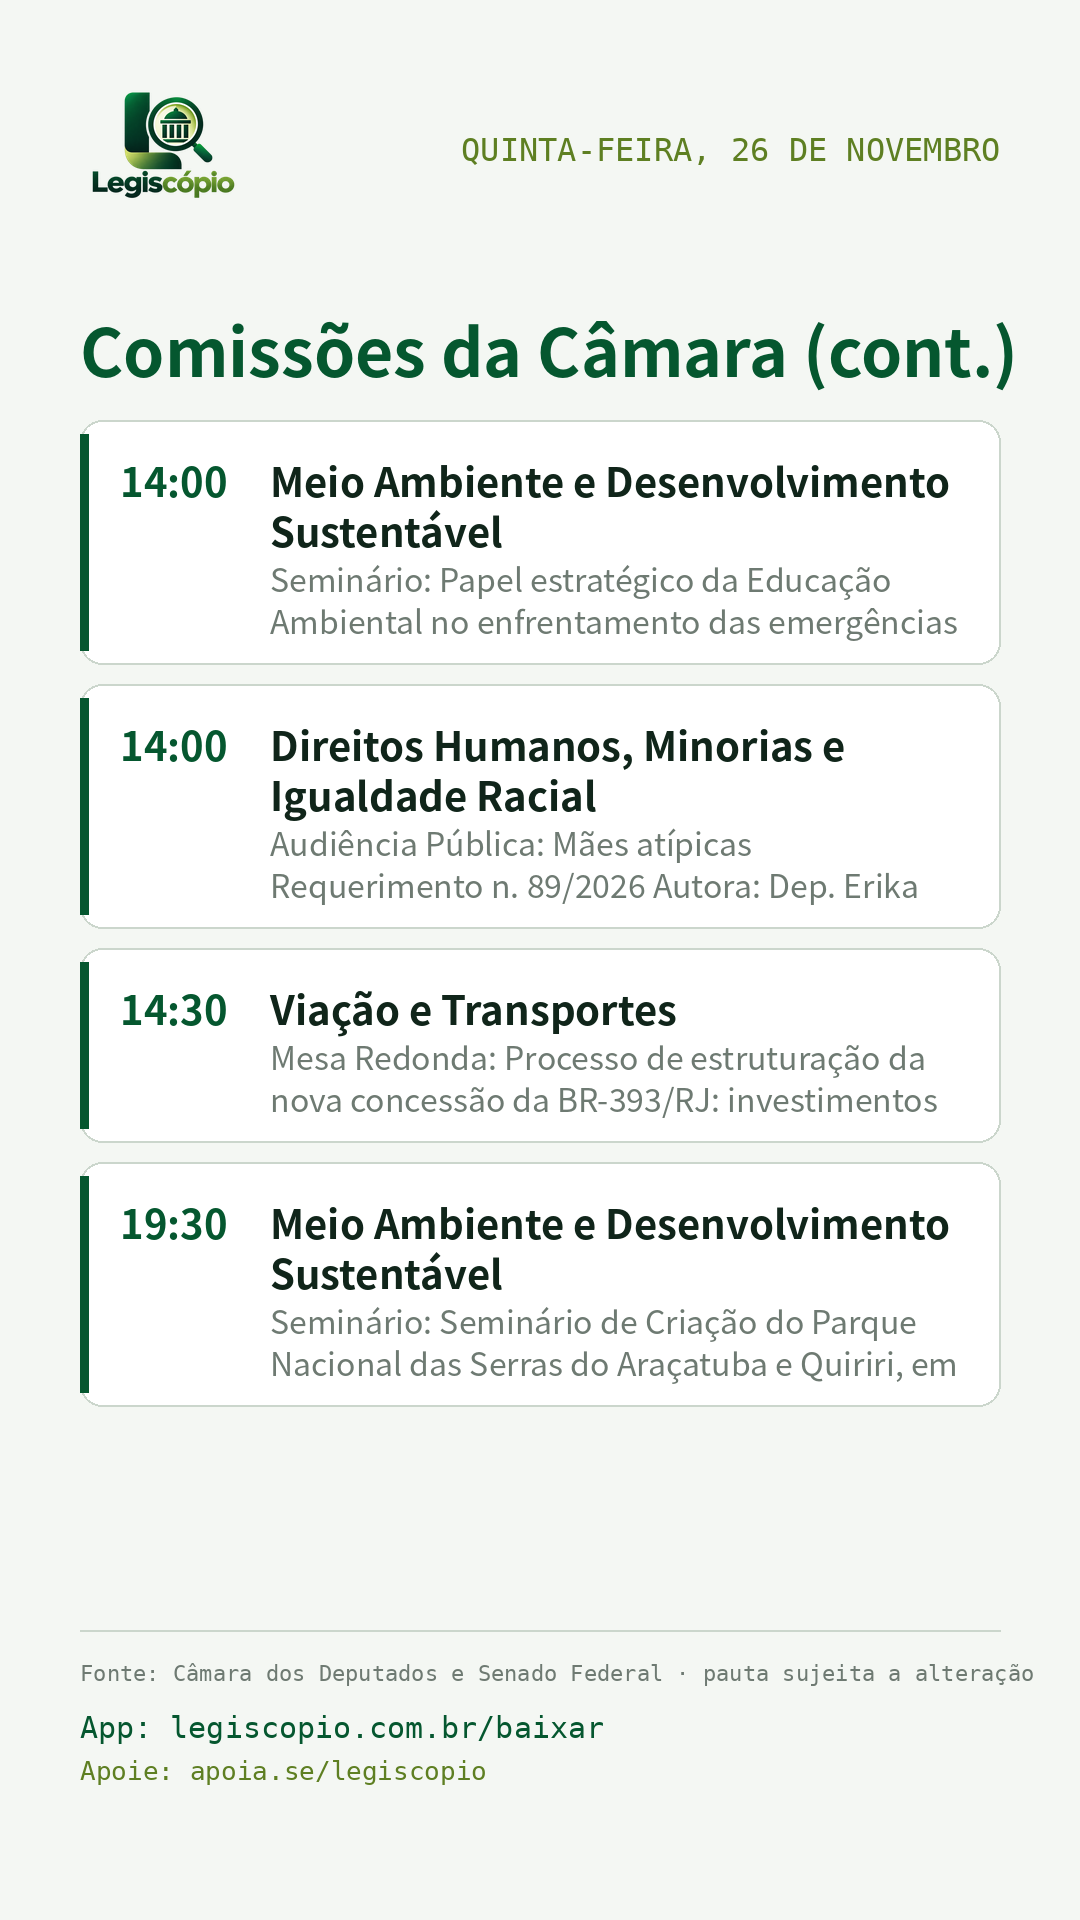 Legiscópio
QUINTA-FEIRA, 26 DE NOVEMBRO
Comissões da Câmara (cont.)
14:00 Meio Ambiente e Desenvolvimento
Sustentável
Seminário: Papel estratégico da Educação
Ambiental no enfrentamento das emergências
14:00 Direitos Humanos, Minorias e
Igualdade Racial
Audiência Pública: Mães atípicas
Requerimento n. 89/2026 Autora: Dep. Erika
14:30 Viação e Transportes
Mesa Redonda: Processo de estruturação da
nova concessão da BR-393/RJ: investimentos
19:30 Meio Ambiente e Desenvolvimento
Sustentável
Seminário: Seminário de Criação do Parque
Nacional das Serras do Araçatuba e Quiriri, em
Fonte: Câmara dos Deputados e Senado Federal · pauta sujeita a alteração
App: legiscopio.com.br/baixar
Apoie: apoia.se/legiscopio